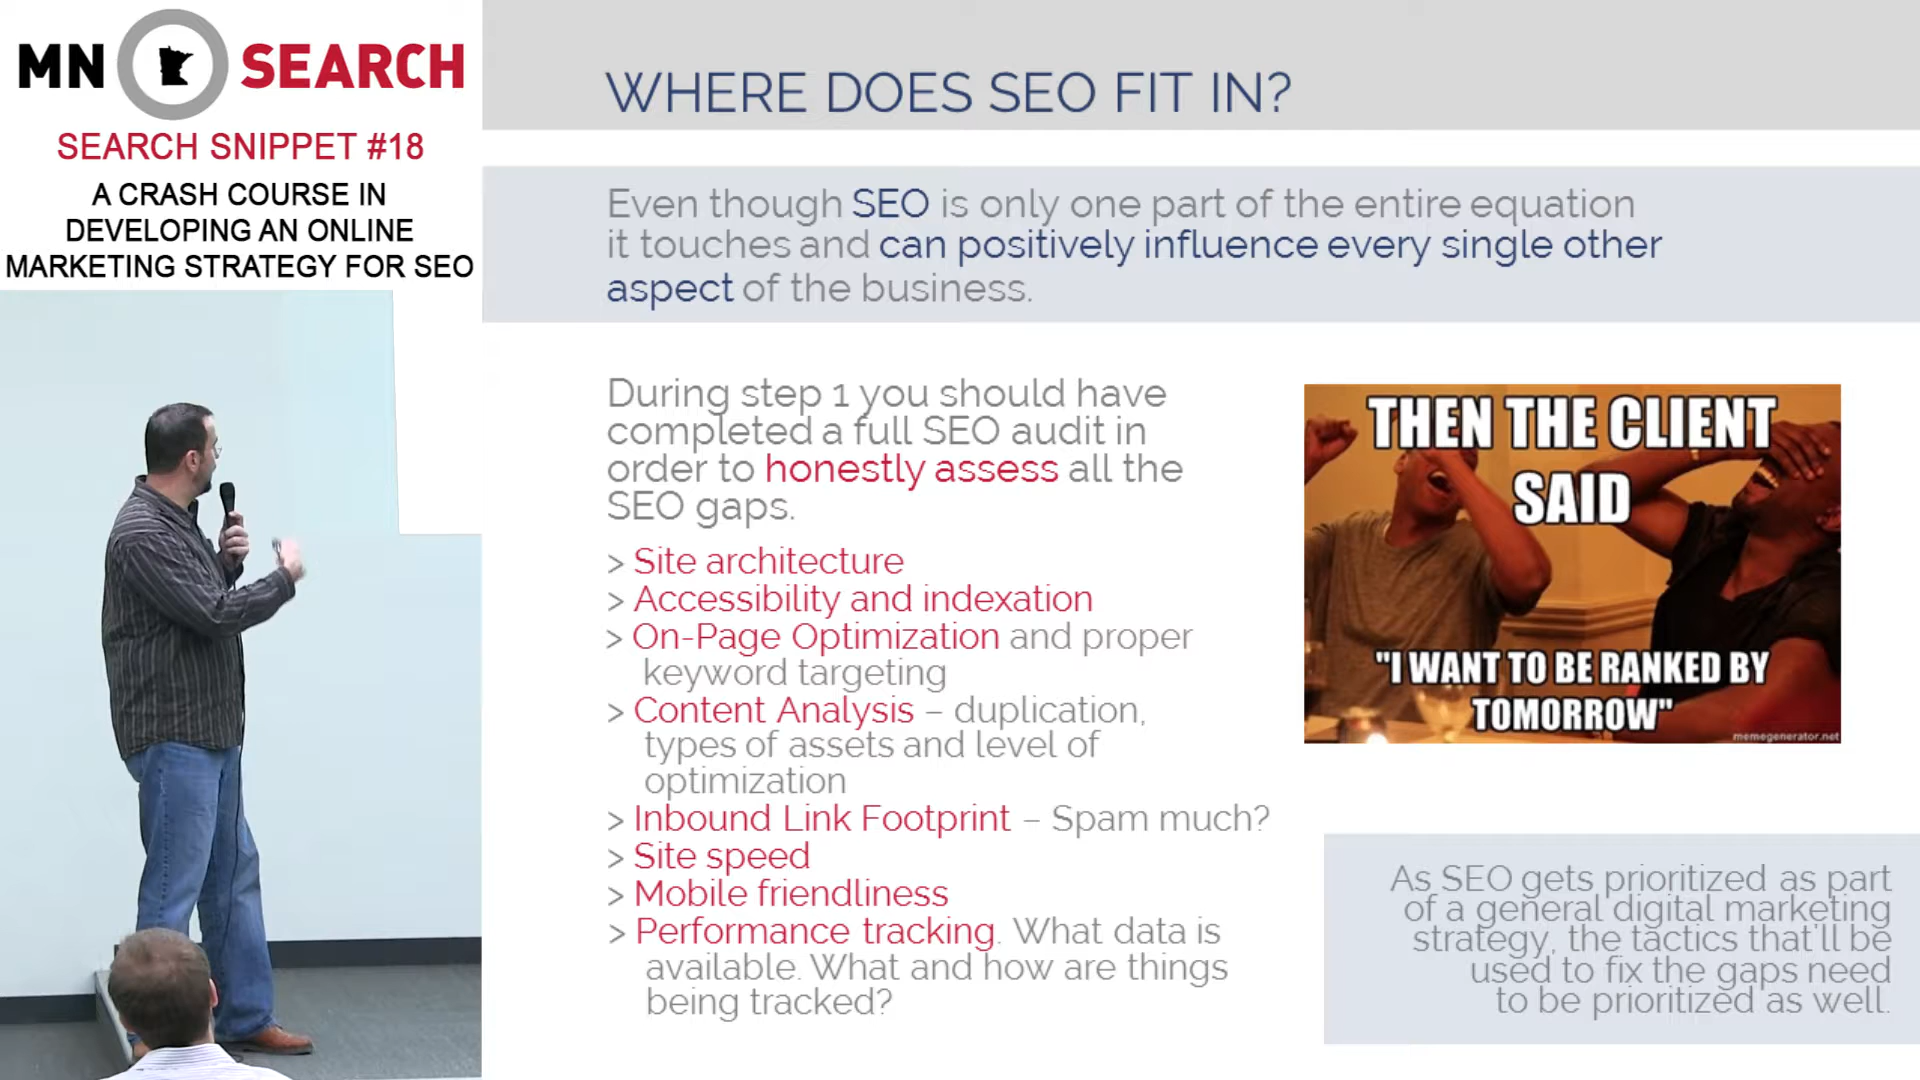 MN SEARCH
SEARCH SNIPPET #18
A CRASH COURSE IN
DEVELOPING AN ONLINE
MARKETING STRATEGY FOR SEO
WHERE DOES SEO FIT IN?
Even though SEO is only one part of the entire equation
it touches and can positively influence every single other
aspect of the business.
During step 1 you should have
completed a full SEO audit in
order to honestly assess all the
SEO gaps.
> Site architecture
> Accessibility and indexation
> On-Page Optimization and proper
keyword targeting
> Content Analysis – duplication,
types of assets and level of
optimization
> Inbound Link Footprint – Spam much?
> Site speed
> Mobile friendliness
> Performance tracking. What data is
available. What and how are things
being tracked?
THEN THE CLIENT
SAID
"I WANT TO BE RANKED BY
TOMORROW"
memegenerator.net
As SEO gets prioritized as part
of a general digital marketing
strategy, the tactics that'll be
used to fix the gaps need
to be prioritized as well.